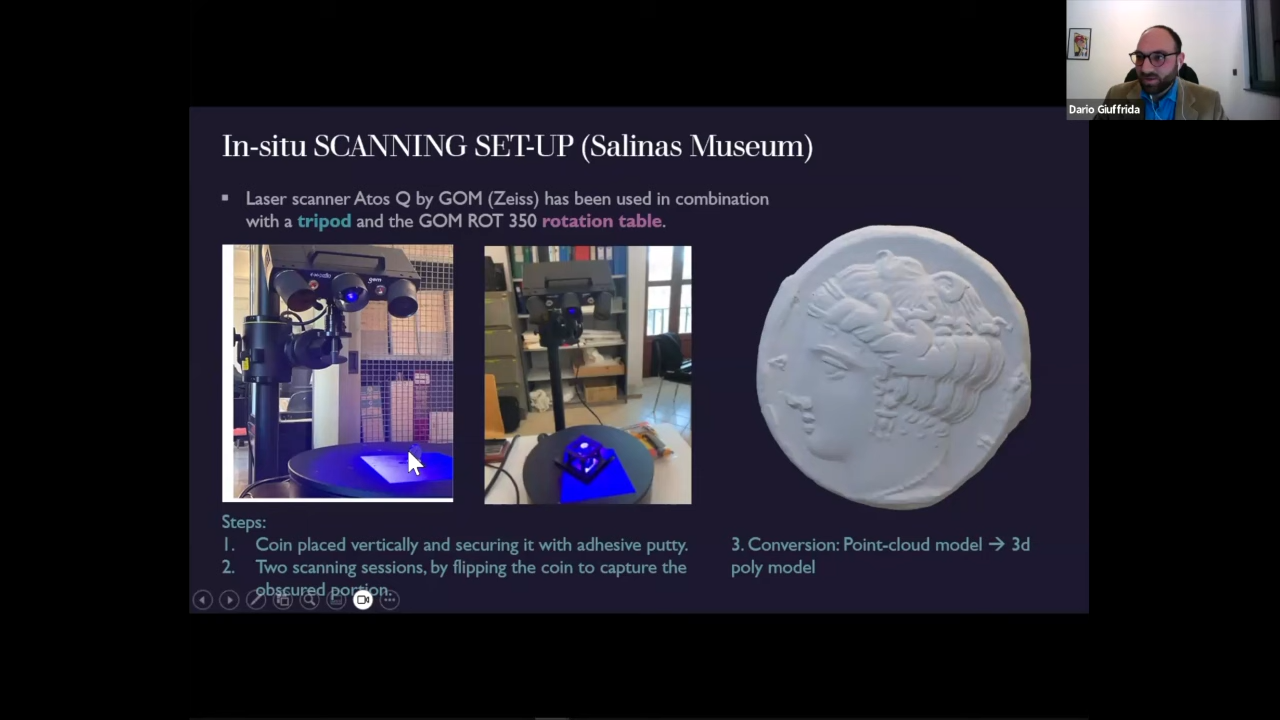 Dario Giuffrida
In-situ SCANNING SET-UP (Salinas Museum)
▪ Laser scanner Atos Q by GOM (Zeiss) has been used in combination
with a tripod and the GOM ROT 350 rotation table.
gom
Steps:
1. Coin placed vertically and securing it with adhesive putty.
2. Two scanning sessions, by flipping the coin to capture the
obscured portion.
3. Conversion: Point-cloud model → 3d
poly model